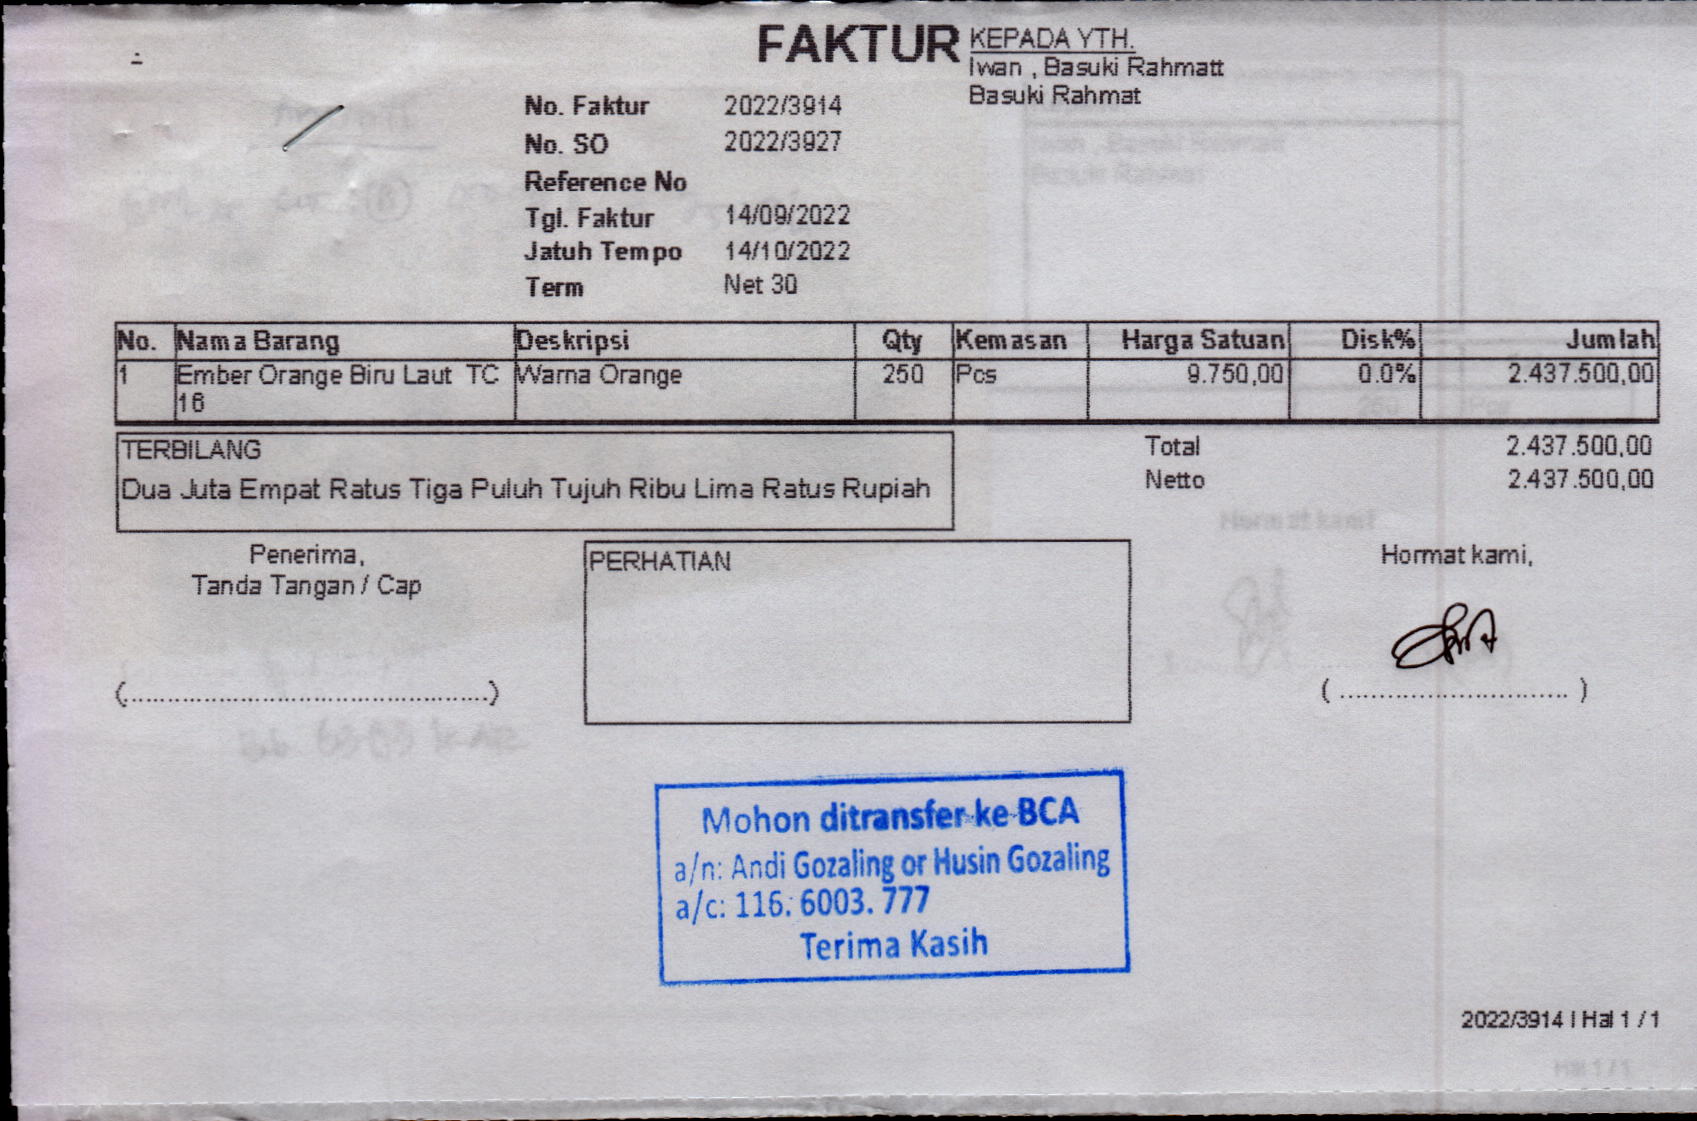 FAKTUR
KEPADA YTH.
Iwan , Basuki Rahmatt
Basuki Rahmat
No. Faktur 2022/3914
No. SO 2022/3927
Reference No
Tgl. Faktur 14/09/2022
Jatuh Tempo 14/10/2022
Term Net 30
No. Nama Barang Deskripsi Qty Kemasan Harga Satuan Disk% Jumlah
1 Ember Orange Biru Laut TC Warna Orange 250 Pcs 9.750,00 0.0% 2.437.500,00
16
TERBILANG
Dua Juta Empat Ratus Tiga Puluh Tujuh Ribu Lima Ratus Rupiah
Total 2.437.500,00
Netto 2.437.500,00
Penerima,
Tanda Tangan / Cap
(.............................................)
PERHATIAN
Hormat kami,
( ............................. )
Mohon ditransfer ke BCA
a/n: Andi Gozaling or Husin Gozaling
a/c: 116. 6003. 777
Terima Kasih
2022/3914 | Hal 1 / 1